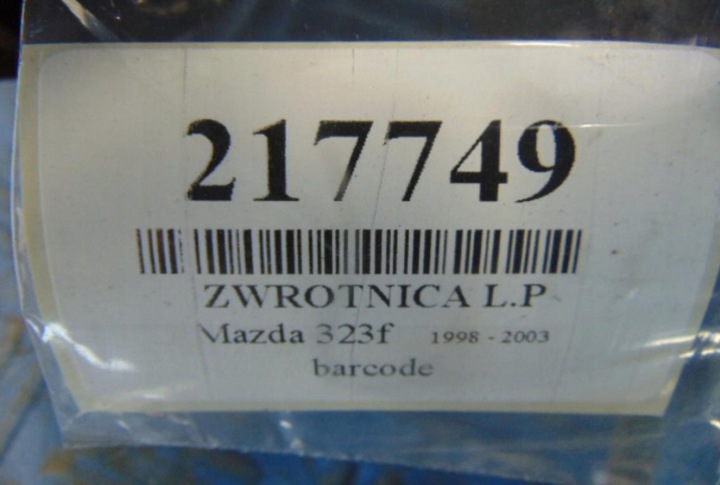 217749
ZWROTNICA L.P
Mazda 323f 1998 - 2003
barcode